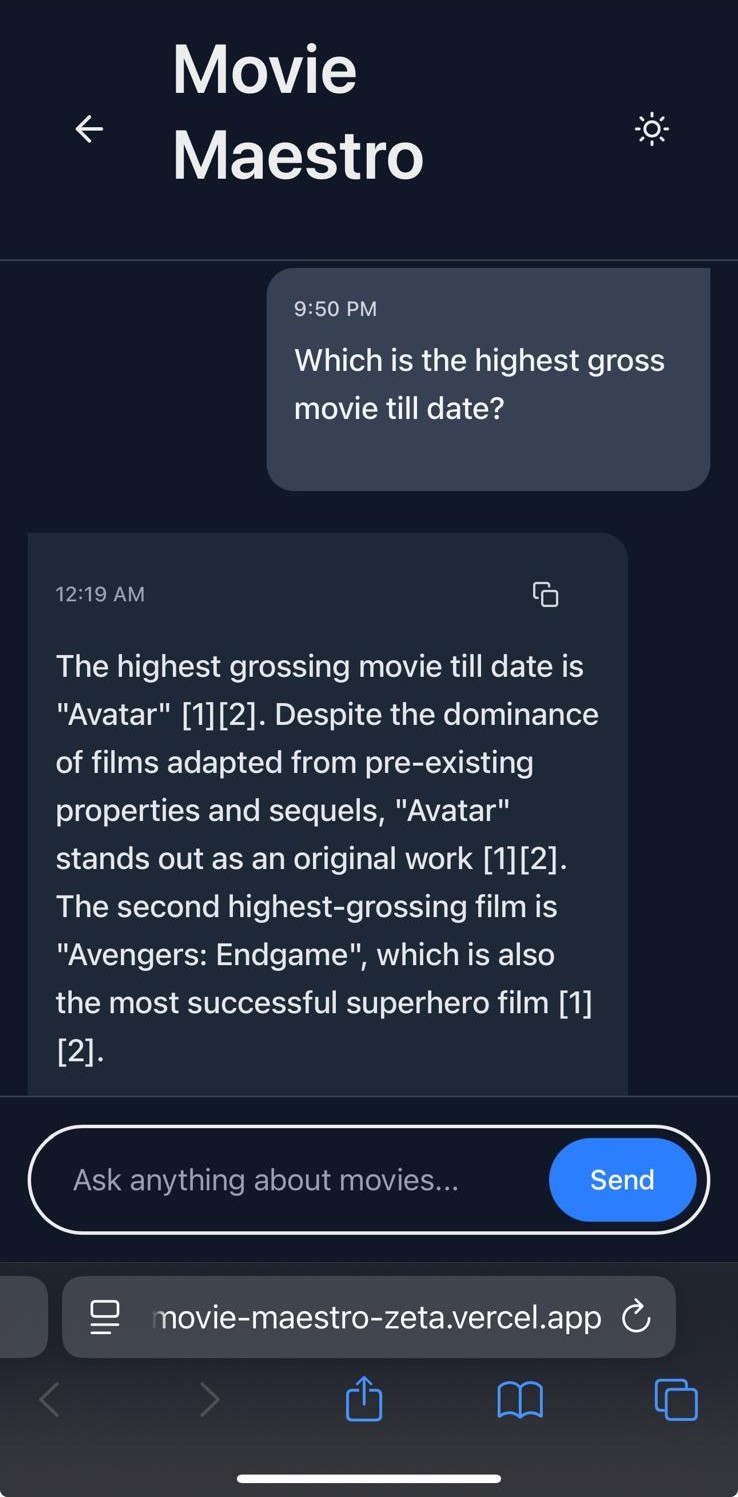 Movie
Maestro
9:50 PM
Which is the highest gross
movie till date?
12:19 AM
The highest grossing movie till date is
"Avatar" [1][2]. Despite the dominance
of films adapted from pre-existing
properties and sequels, "Avatar"
stands out as an original work [1][2].
The second highest-grossing film is
"Avengers: Endgame", which is also
the most successful superhero film [1]
[2].
Ask anything about movies...
Send
movie-maestro-zeta.vercel.app